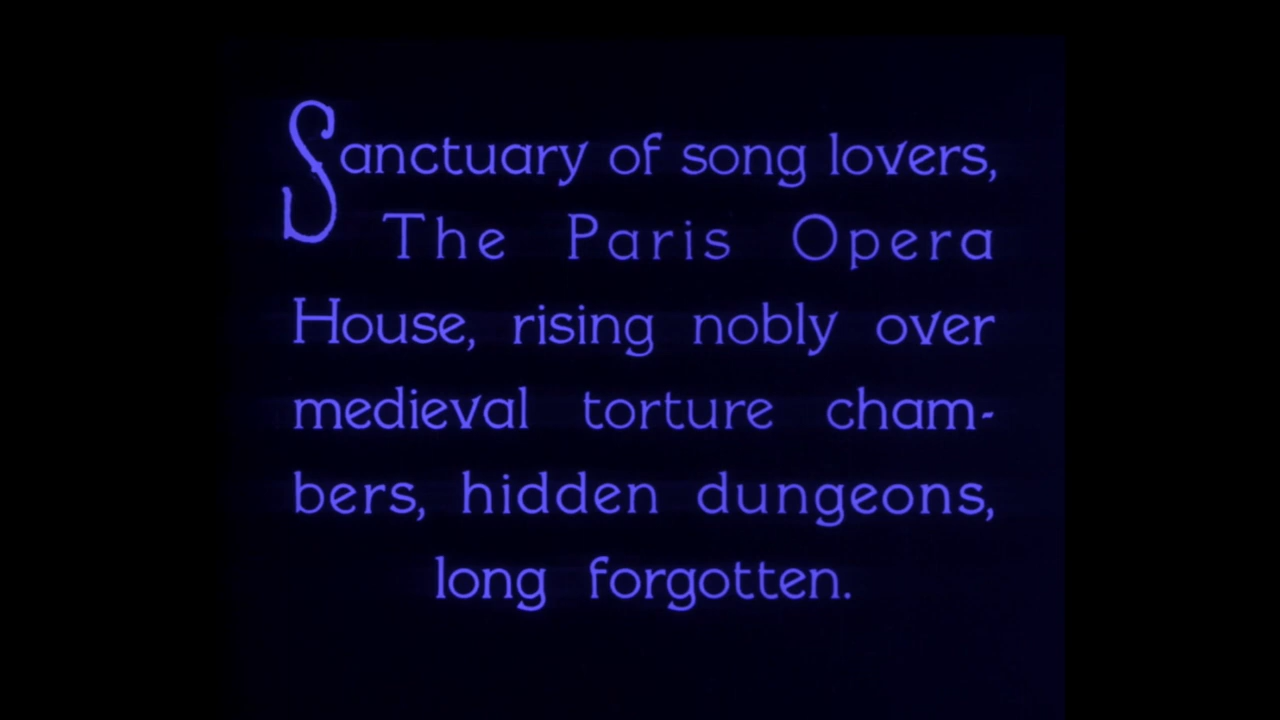 Sanctuary of song lovers,
The Paris Opera
House, rising nobly over
medieval torture cham-
bers, hidden dungeons,
long forgotten.